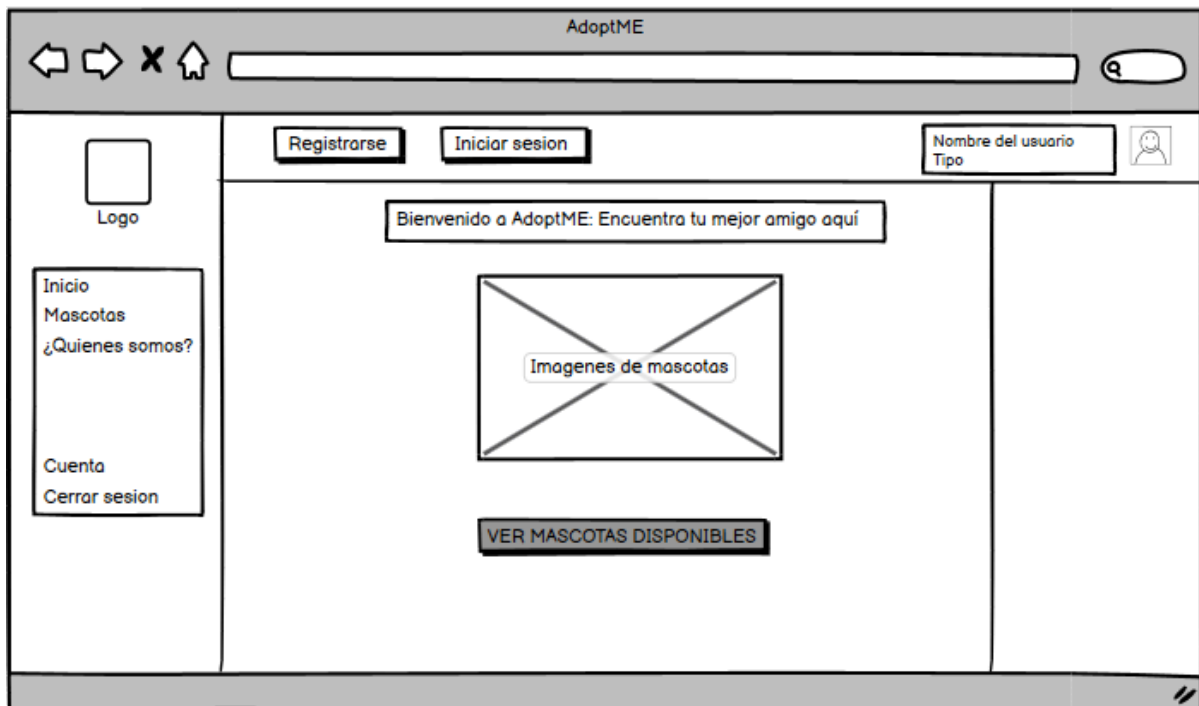 AdoptME
Registrarse
Iniciar sesion
Nombre del usuario
Tipo
Logo
Bienvenido a AdoptME: Encuentra tu mejor amigo aquí
Inicio
Mascotas
¿Quienes somos?
Cuenta
Cerrar sesion
Imagenes de mascotas
VER MASCOTAS DISPONIBLES